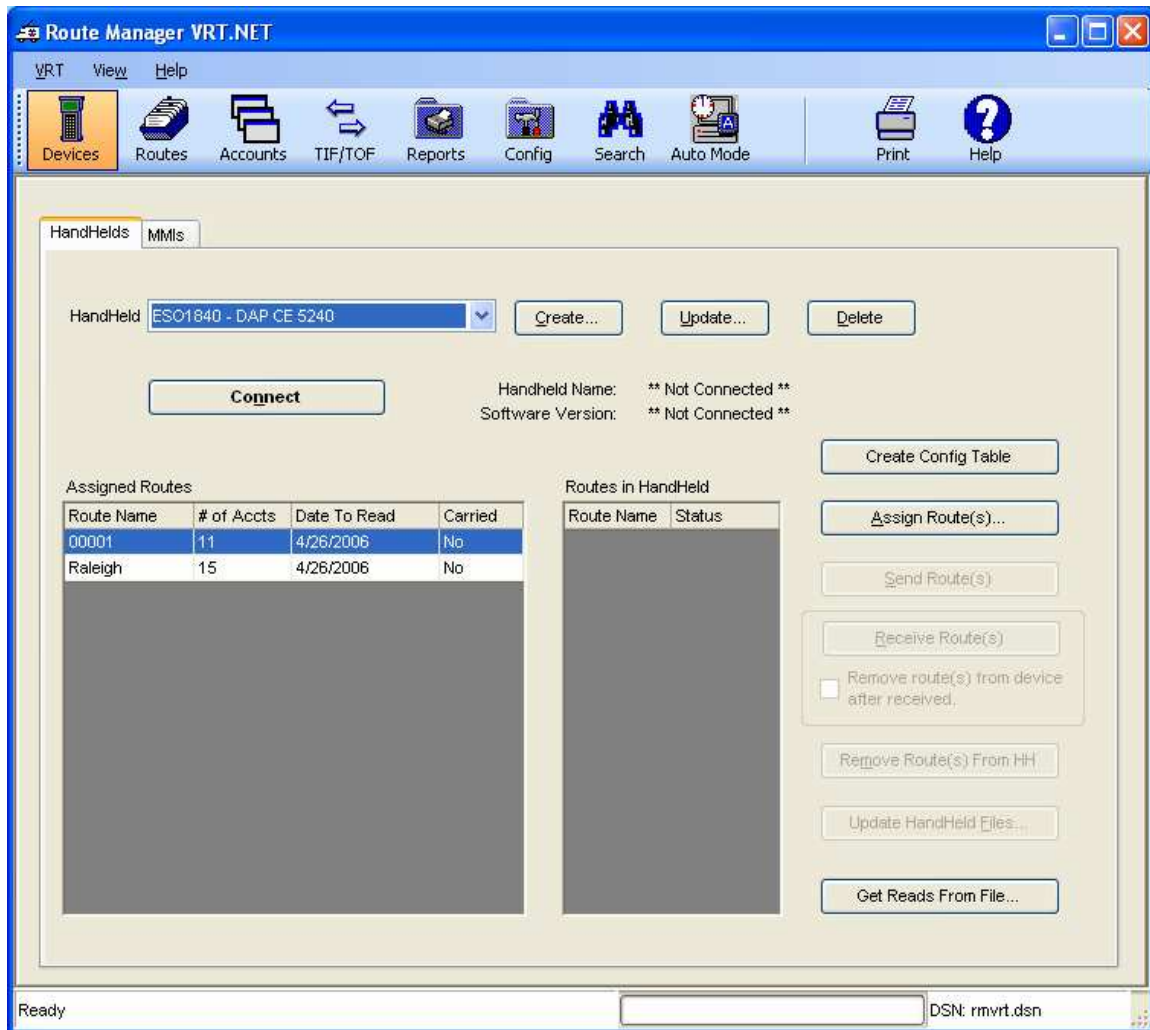 Route Manager VRT.NET
VRT View Help
Devices Routes Accounts TIF/TOF Reports Config Search Auto Mode Print Help
HandHelds MMIs
HandHeld ESO1840 - DAP CE 5240 Create... Update... Delete
Connect
Handheld Name: ** Not Connected **
Software Version: ** Not Connected **
Create Config Table
Assigned Routes
Route Name # of Accts Date To Read Carried
00001 11 4/26/2006 No
Raleigh 15 4/26/2006 No
Routes in HandHeld
Route Name Status
Assign Route(s)...
Send Route(s)
Receive Route(s)
Remove route(s) from device
after received.
Remove Route(s) From HH
Update HandHeld Files...
Get Reads From File...
Ready DSN: rmvrt.dsn